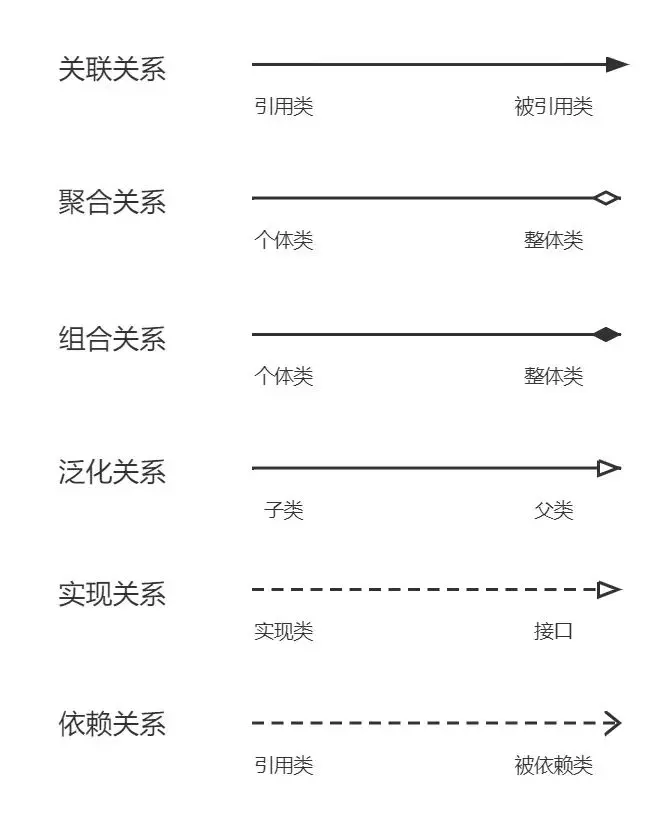 关联关系
引用类 被引用类
聚合关系
个体类 整体类
组合关系
个体类 整体类
泛化关系
子类 父类
实现关系
实现类 接口
依赖关系
引用类 被依赖类